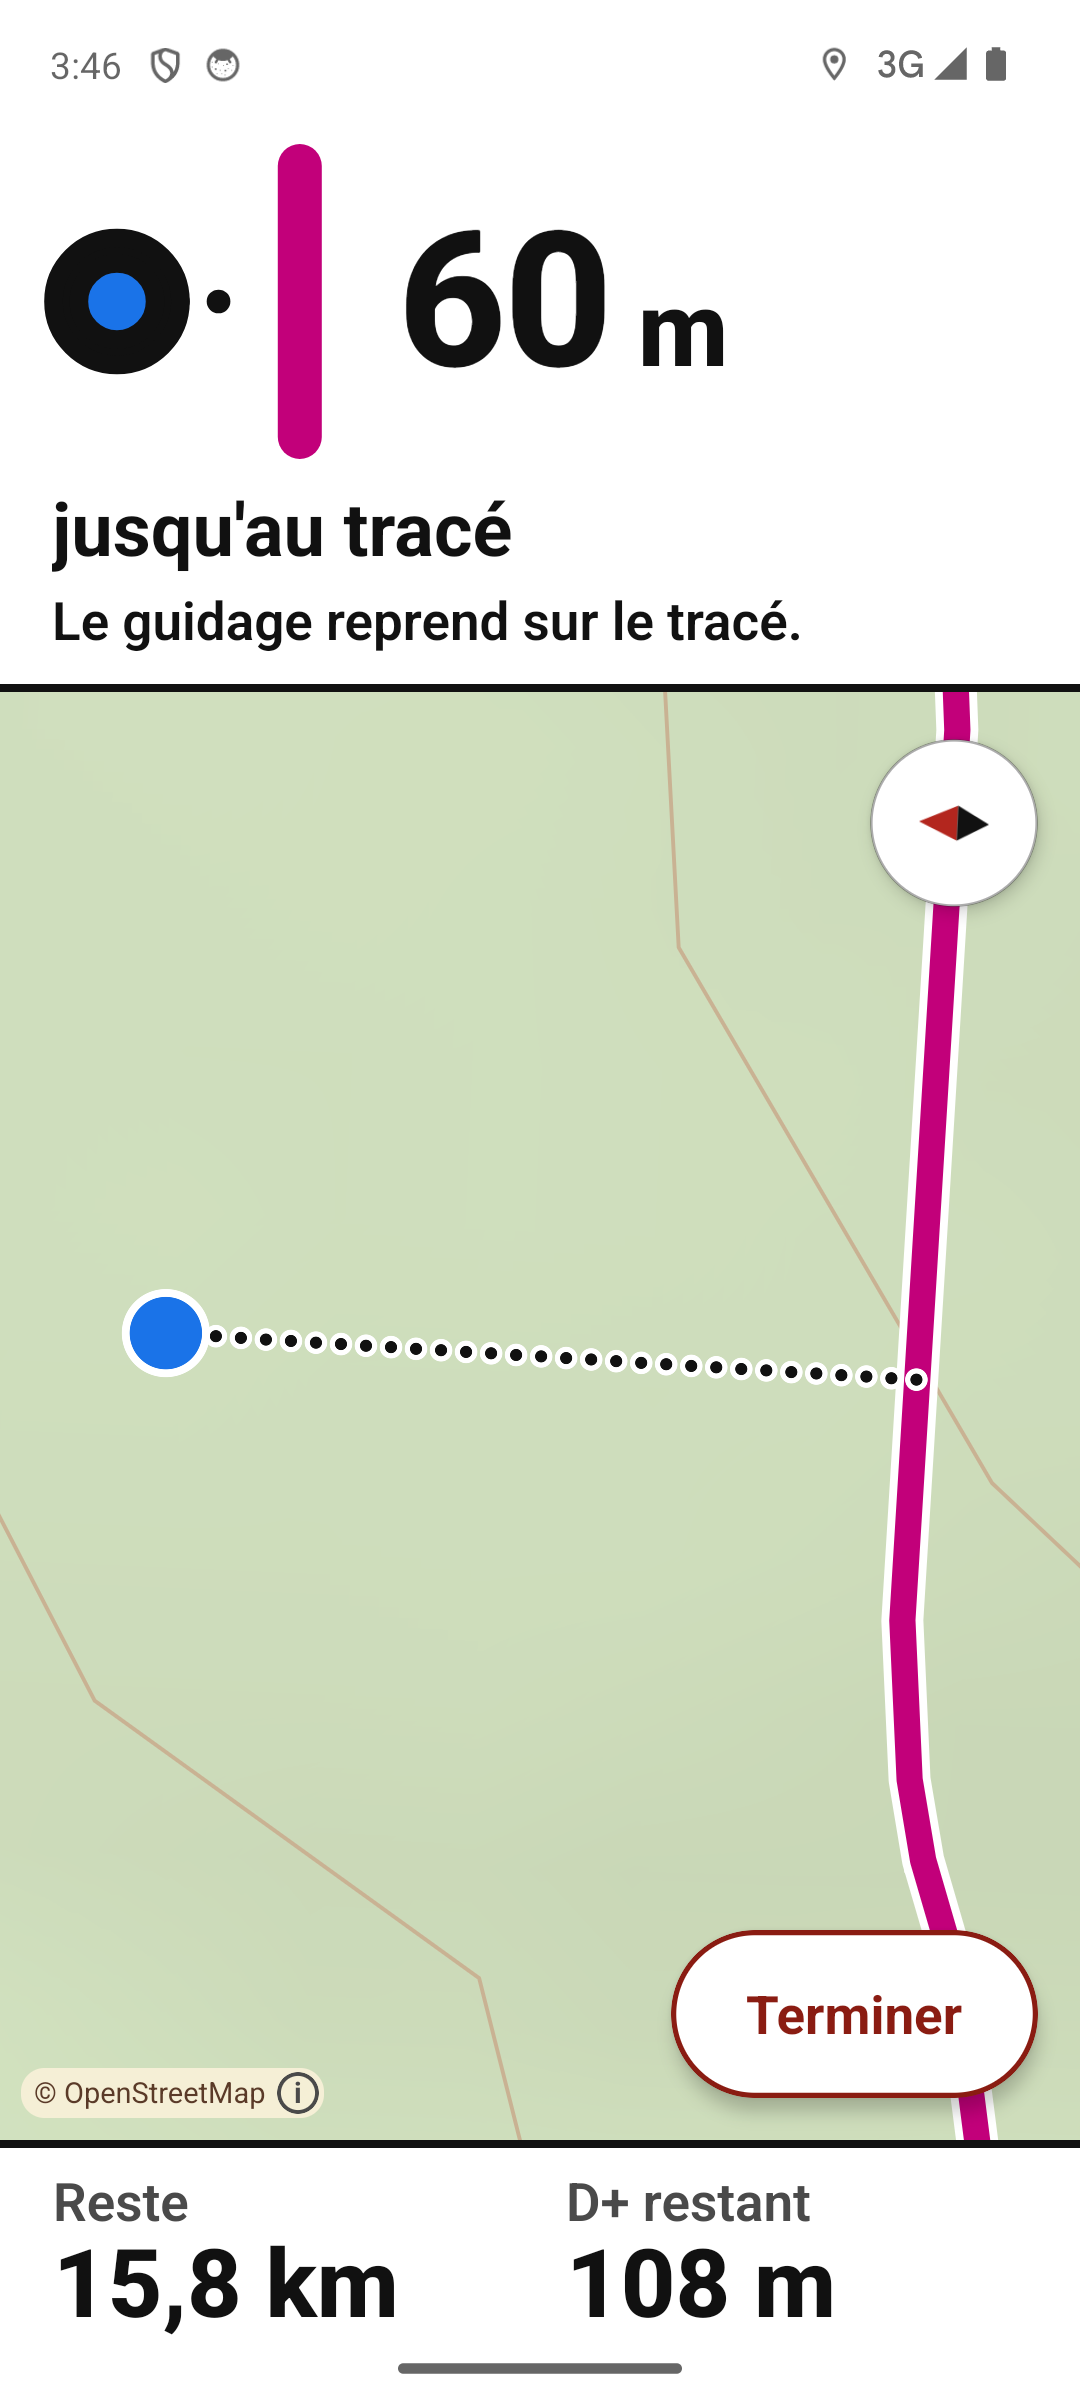 3:46
3G
60 m
jusqu'au tracé
Le guidage reprend sur le tracé.
Terminer
© OpenStreetMap i
Reste
D+ restant
15,8 km
108 m